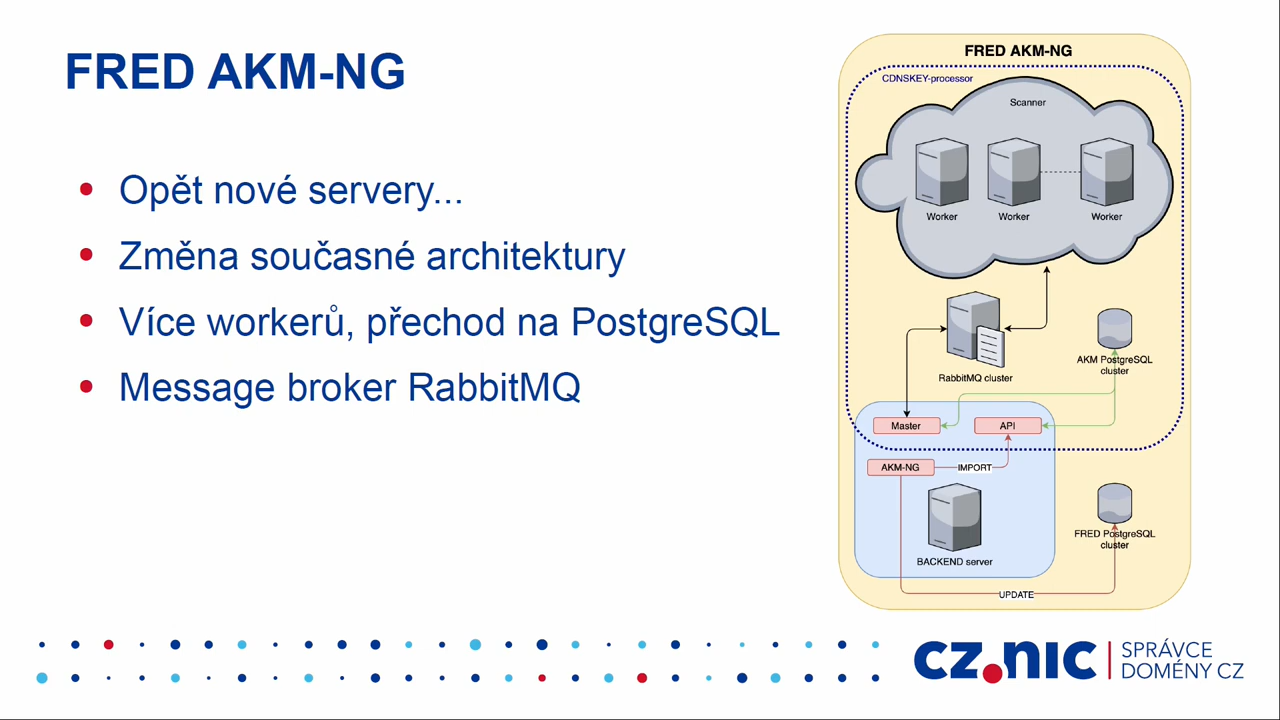 FRED AKM-NG
Opět nové servery...
Změna současné architektury
Více workerů, přechod na PostgreSQL
Message broker RabbitMQ
FRED AKM-NG
CDNSKEY-processor
Scanner
Worker
Worker
Worker
RabbitMQ cluster
AKM PostgreSQL
cluster
Master
API
AKM-NG
IMPORT
BACKEND server
FRED PostgreSQL
cluster
UPDATE
CZ.NIC
SPRÁVCE
DOMÉNY CZ